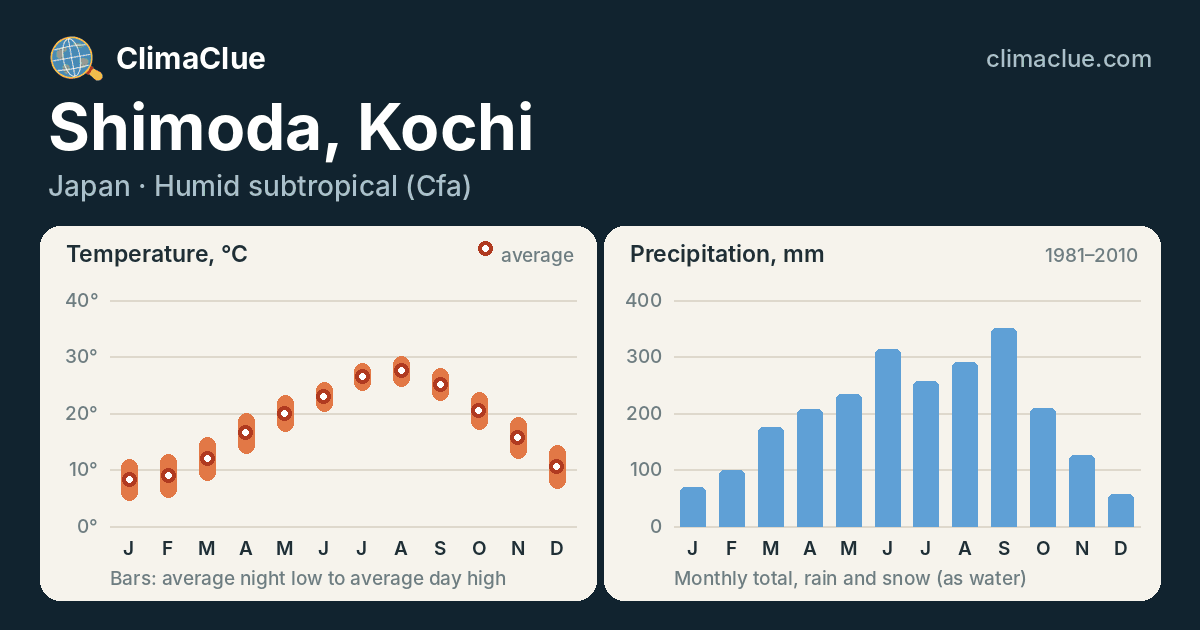 ClimaClue
climaclue.com
Shimoda, Kochi
Japan · Humid subtropical (Cfa)
Temperature, °C
average
40°
30°
20°
10°
0°
J F M A M J J A S O N D
Bars: average night low to average day high
Precipitation, mm
1981–2010
400
300
200
100
0
J F M A M J J A S O N D
Monthly total, rain and snow (as water)